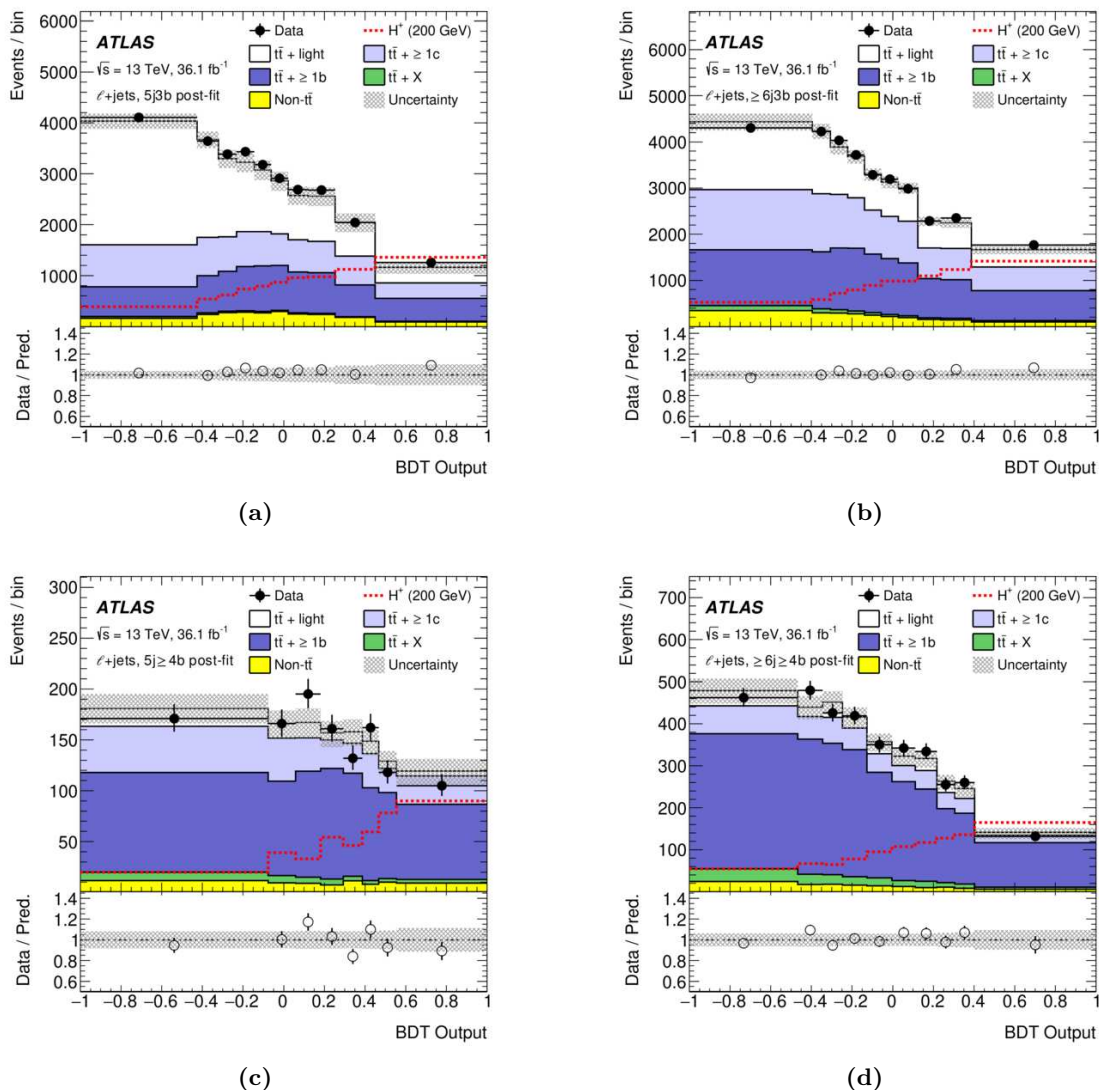 Events / bin
6000
5000
4000
3000
2000
1000
ATLAS
√s = 13 TeV, 36.1 fb⁻¹
ℓ+jets, 5j3b post-fit
Data
H⁺ (200 GeV)
tt̄ + light
tt̄ + ≥ 1c
tt̄ + ≥ 1b
tt̄ + X
Non-tt̄
Uncertainty
Data / Pred.
1.4
1.2
1
0.8
0.6
−1 −0.8 −0.6 −0.4 −0.2 0 0.2 0.4 0.6 0.8 1
BDT Output
(a)
Events / bin
6000
5000
4000
3000
2000
1000
ATLAS
√s = 13 TeV, 36.1 fb⁻¹
ℓ+jets, ≥ 6j3b post-fit
Data
H⁺ (200 GeV)
tt̄ + light
tt̄ + ≥ 1c
tt̄ + ≥ 1b
tt̄ + X
Non-tt̄
Uncertainty
Data / Pred.
1.4
1.2
1
0.8
0.6
−1 −0.8 −0.6 −0.4 −0.2 0 0.2 0.4 0.6 0.8 1
BDT Output
(b)
Events / bin
300
250
200
150
100
50
ATLAS
√s = 13 TeV, 36.1 fb⁻¹
ℓ+jets, 5j≥ 4b post-fit
Data
H⁺ (200 GeV)
tt̄ + light
tt̄ + ≥ 1c
tt̄ + ≥ 1b
tt̄ + X
Non-tt̄
Uncertainty
Data / Pred.
1.4
1.2
1
0.8
0.6
−1 −0.8 −0.6 −0.4 −0.2 0 0.2 0.4 0.6 0.8 1
BDT Output
(c)
Events / bin
700
600
500
400
300
200
100
ATLAS
√s = 13 TeV, 36.1 fb⁻¹
ℓ+jets, ≥ 6j≥ 4b post-fit
Data
H⁺ (200 GeV)
tt̄ + light
tt̄ + ≥ 1c
tt̄ + ≥ 1b
tt̄ + X
Non-tt̄
Uncertainty
Data / Pred.
1.4
1.2
1
0.8
0.6
−1 −0.8 −0.6 −0.4 −0.2 0 0.2 0.4 0.6 0.8 1
BDT Output
(d)